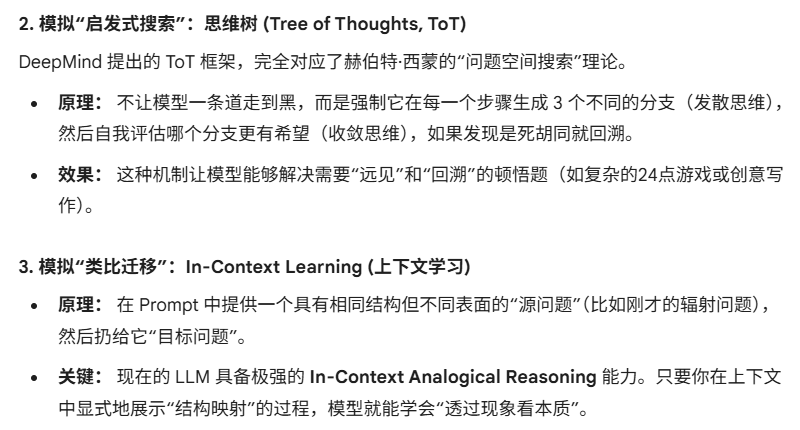 2. 模拟“启发式搜索”：思维树 (Tree of Thoughts, ToT)
DeepMind 提出的 ToT 框架，完全对应了赫伯特·西蒙的“问题空间搜索”理论。
• 原理： 不让模型一条道走到黑，而是强制它在每一个步骤生成 3 个不同的分支（发散思维），
然后自我评估哪个分支更有希望（收敛思维），如果发现是死胡同就回溯。
• 效果： 这种机制让模型能够解决需要“远见”和“回溯”的顿悟题（如复杂的24点游戏或创意写
作）。
3. 模拟“类比迁移”：In-Context Learning (上下文学习)
• 原理： 在 Prompt 中提供一个具有相同结构但不同表面的“源问题”（比如刚才的辐射问题），
然后扔给它“目标问题”。
• 关键： 现在的 LLM 具备极强的 In-Context Analogical Reasoning 能力。只要你在上下文
中显式地展示“结构映射”的过程，模型就能学会“透过现象看本质”。